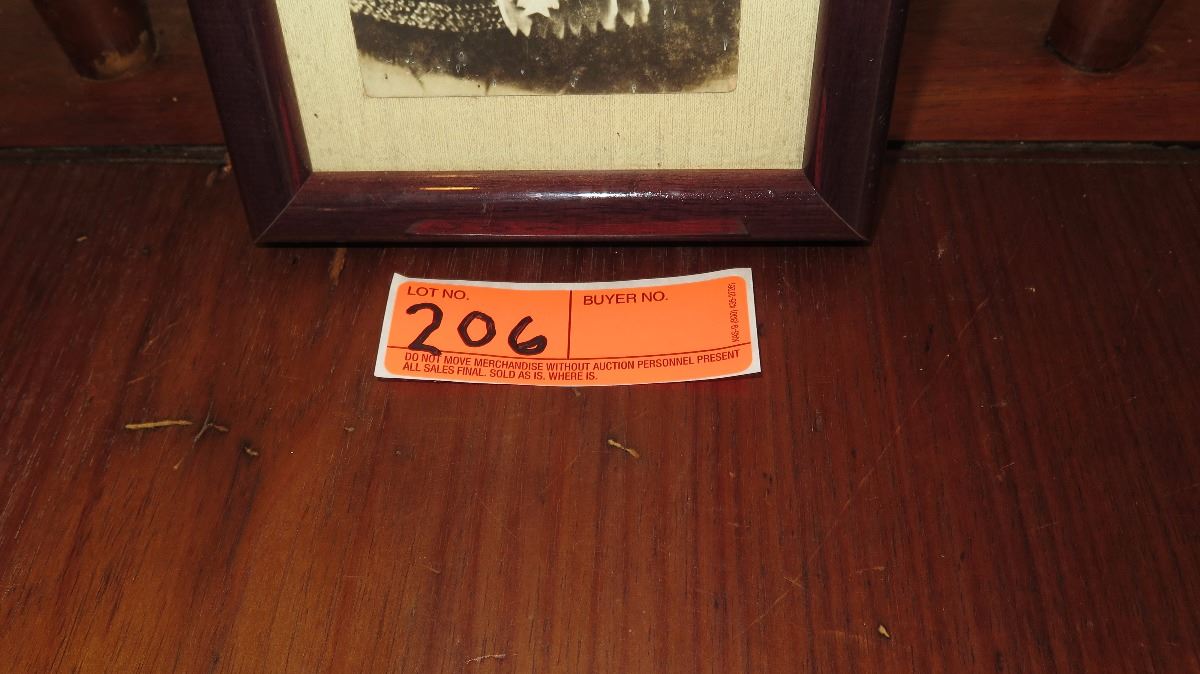 LOT NO.
BUYER NO.
206
DO NOT MOVE MERCHANDISE WITHOUT AUCTION PERSONNEL PRESENT
ALL SALES FINAL. SOLD AS IS. WHERE IS.